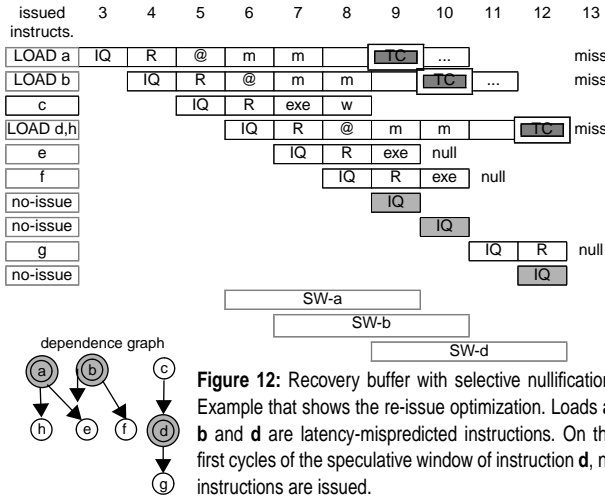 issued instructs. 3 4 5 6 7 8 9 10 11 12 13
LOAD a IQ R @ m m TC ... miss
LOAD b IQ R @ m m TC ... miss
c IQ R exe w
LOAD d,h IQ R @ m m TC miss
e IQ R exe null
f IQ R exe null
no-issue IQ
no-issue IQ
g IQ R null
no-issue IQ
SW-a
SW-b
SW-d
dependence graph
a b c
h e f d
g
Figure 12: Recovery buffer with selective nullification
Example that shows the re-issue optimization. Loads a
b and d are latency-mispredicted instructions. On th
first cycles of the speculative window of instruction d, n
instructions are issued.